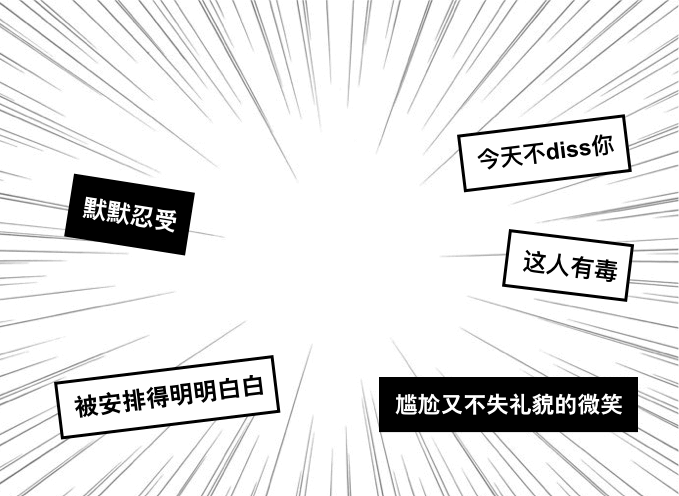 今天不diss你
默默忍受
这人有毒
被安排得明明白白
尴尬又不失礼貌的微笑